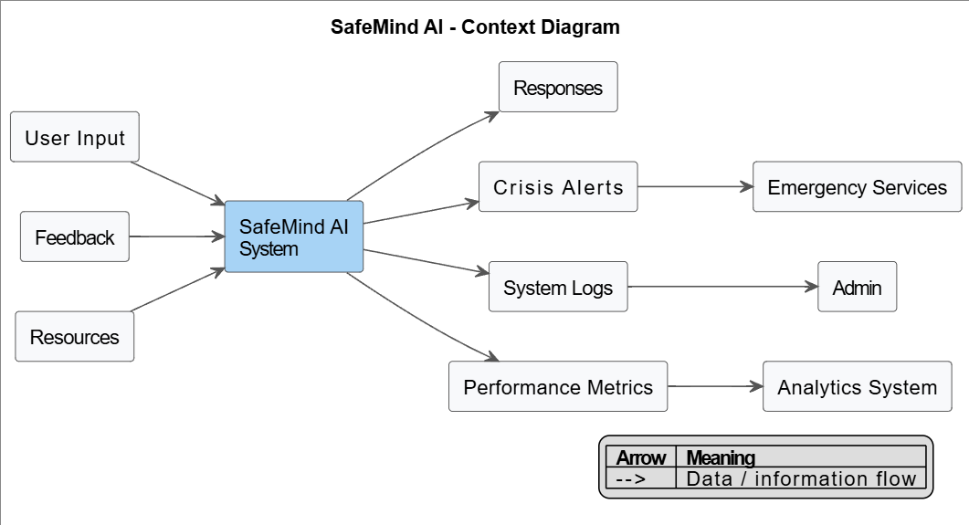 SafeMind AI - Context Diagram
Responses
User Input
Crisis Alerts
Emergency Services
SafeMind AI
System
Feedback
System Logs
Admin
Resources
Performance Metrics
Analytics System
Arrow Meaning
--> Data / information flow